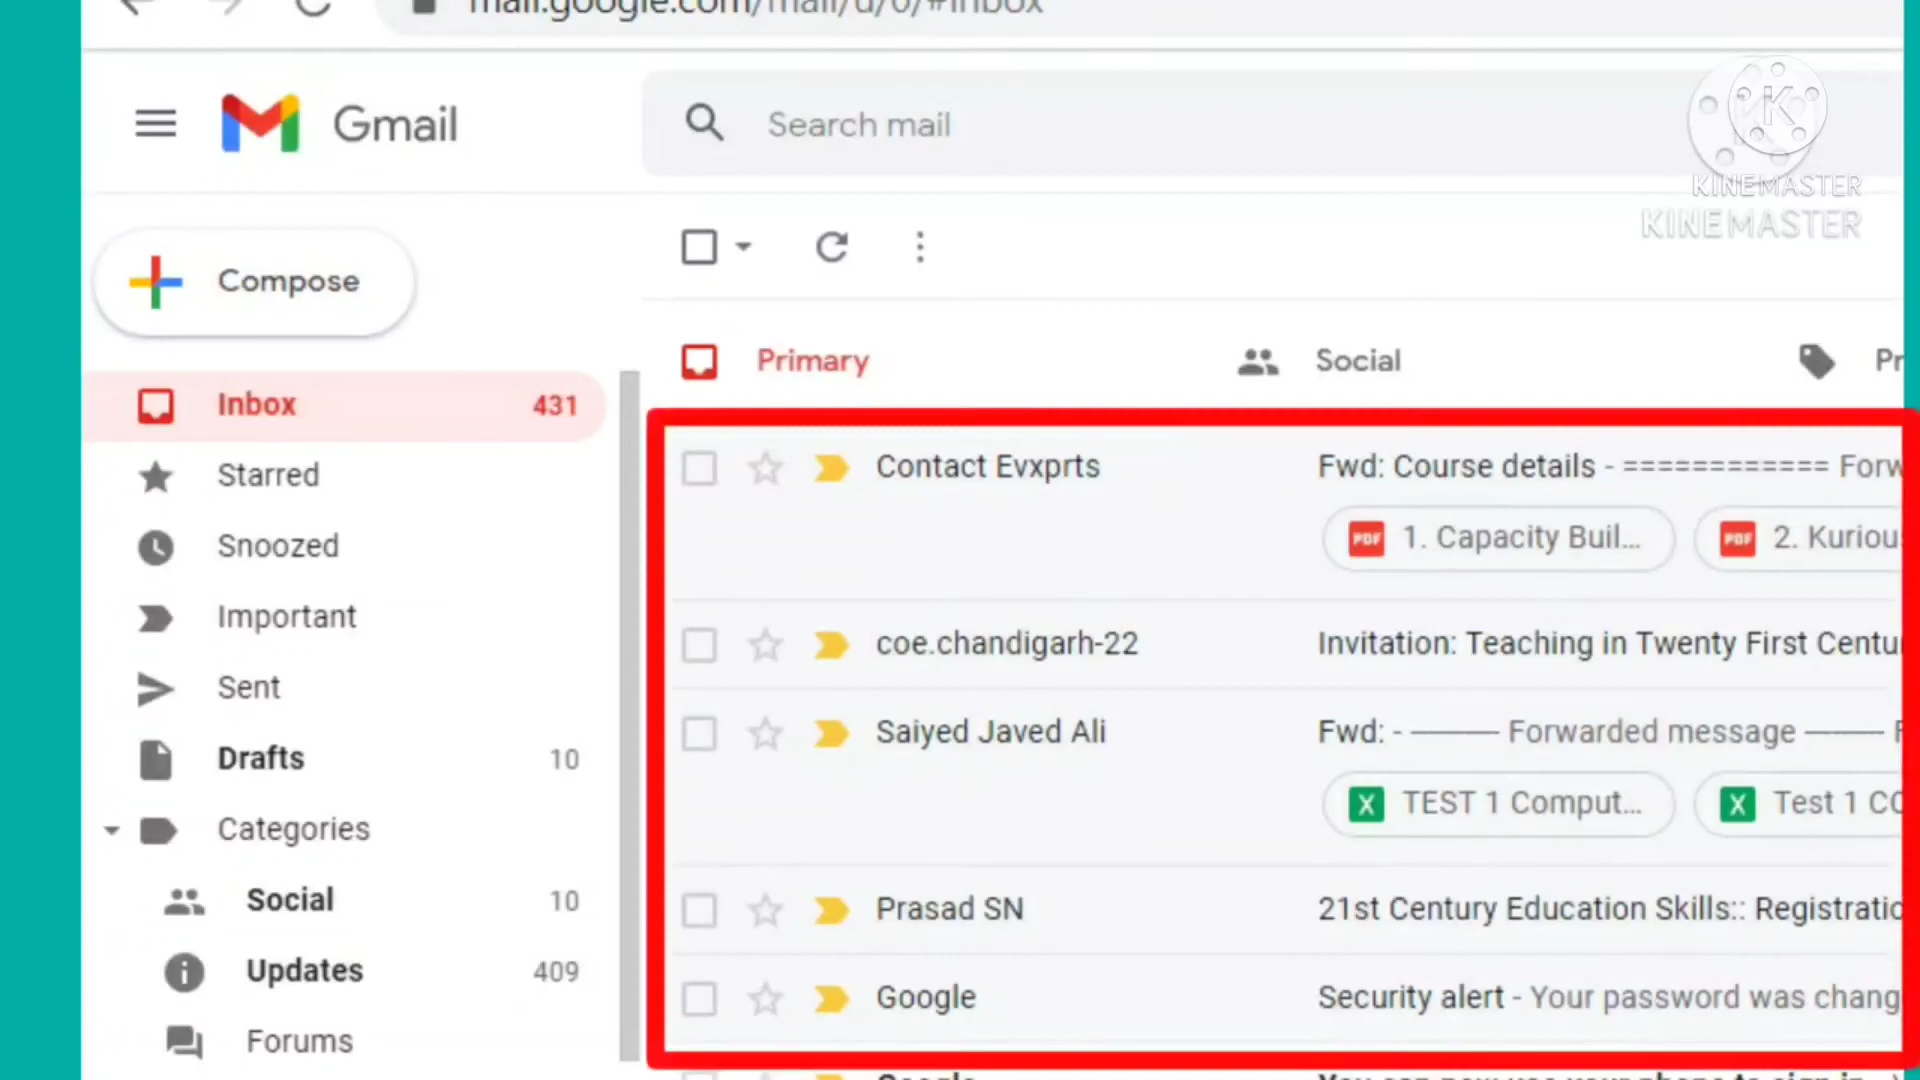 mail.google.com/mail/u/0/#inbox
Gmail
Search mail
KINEMASTER
KINEMASTER
Compose
Primary
Social
Inbox 431
Starred
Snoozed
Important
Sent
Drafts 10
Categories
Social 10
Updates 409
Forums
Contact Evxprts Fwd: Course details - ============ Forw
PDF 1. Capacity Buil... PDF 2. Kuriou
coe.chandigarh-22 Invitation: Teaching in Twenty First Centu
Saiyed Javed Ali Fwd: - ——— Forwarded message ———
X TEST 1 Comput... X Test 1 CO
Prasad SN 21st Century Education Skills:: Registratio
Google Security alert - Your password was chang